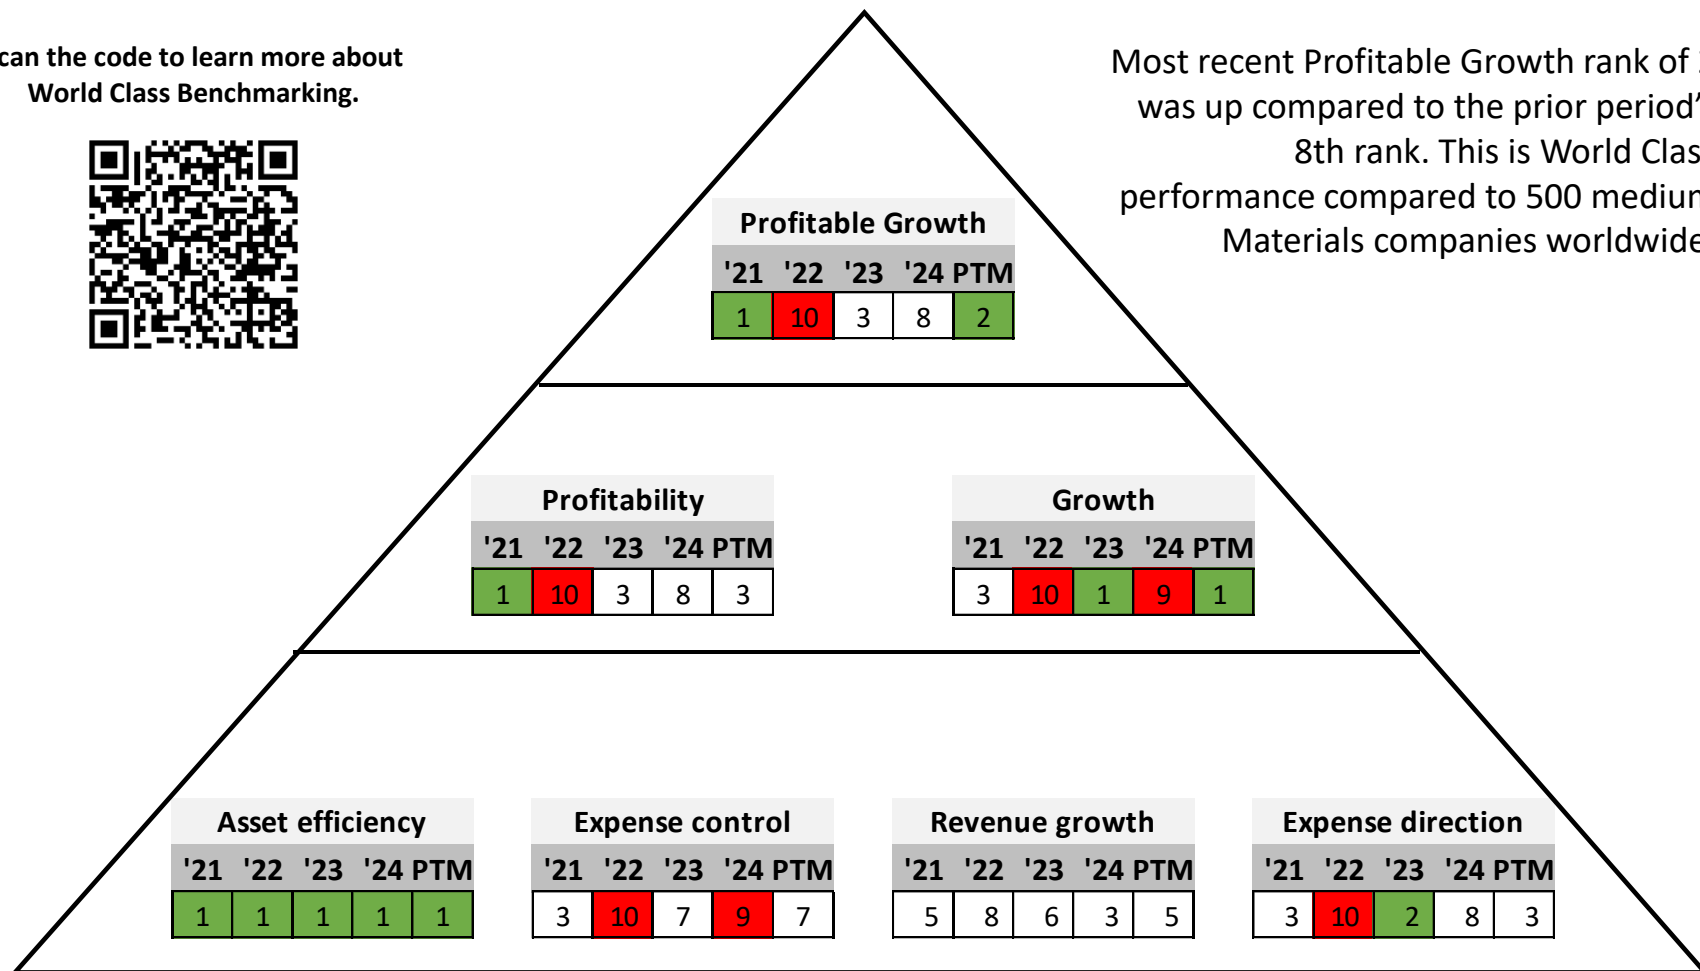 can the code to learn more about
World Class Benchmarking.
Most recent Profitable Growth rank of
was up compared to the prior period'
8th rank. This is World Clas
performance compared to 500 medium
Materials companies worldwide
Profitable Growth
'21 '22 '23 '24 PTM
1 10 3 8 2
Profitability
'21 '22 '23 '24 PTM
1 10 3 8 3
Growth
'21 '22 '23 '24 PTM
3 10 1 9 1
Asset efficiency
'21 '22 '23 '24 PTM
1 1 1 1 1
Expense control
'21 '22 '23 '24 PTM
3 10 7 9 7
Revenue growth
'21 '22 '23 '24 PTM
5 8 6 3 5
Expense direction
'21 '22 '23 '24 PTM
3 10 2 8 3